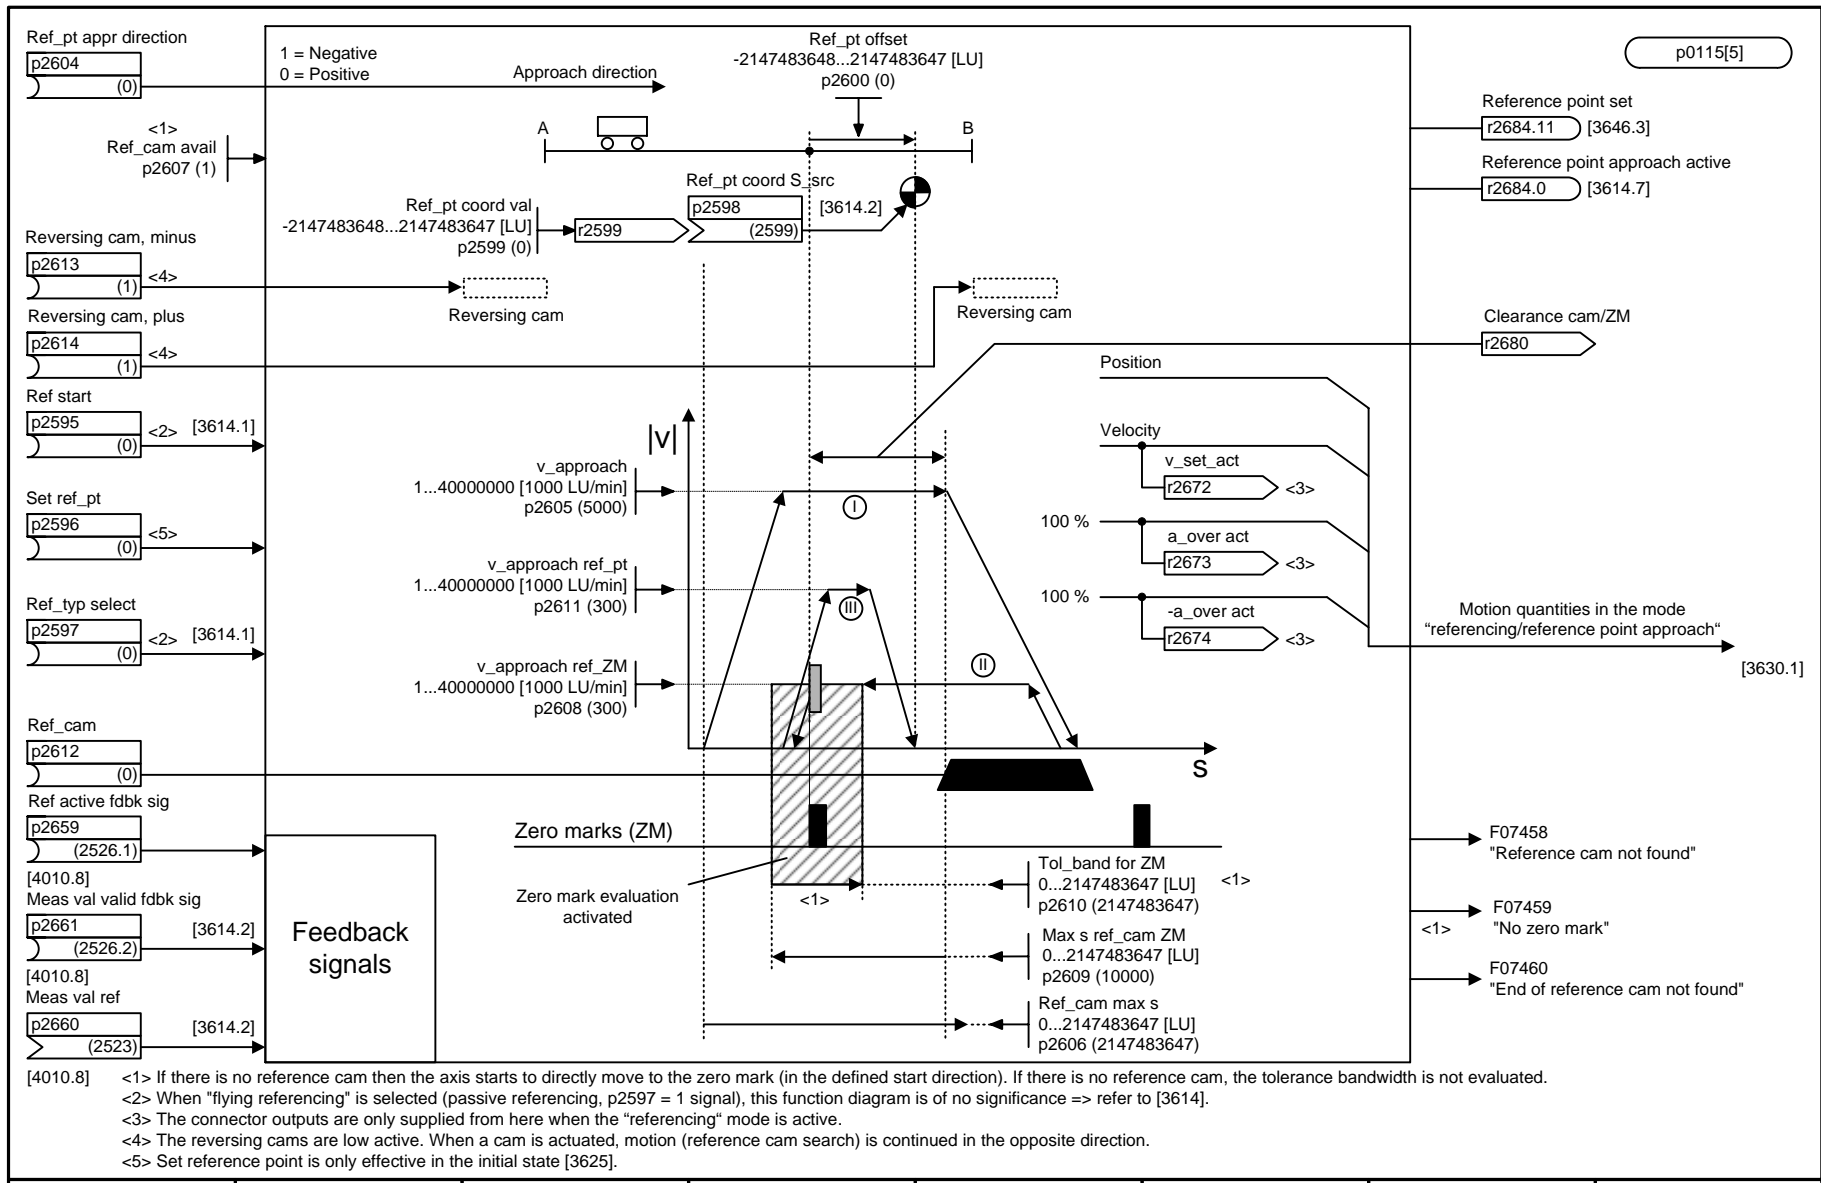 Ref_pt appr direction
p2604
(0)
1 = Negative
0 = Positive
Approach direction
Ref_pt offset
-2147483648...2147483647 [LU]
p2600 (0)
p0115[5]
<1>
Ref_cam avail
p2607 (1)
A
B
Reference point set
r2684.11
[3646.3]
Reference point approach active
r2684.0
[3614.7]
Ref_pt coord val
-2147483648...2147483647 [LU]
p2599 (0)
r2599
Ref_pt coord S_src
p2598
(2599)
[3614.2]
Reversing cam, minus
p2613
(1)
<4>
Reversing cam
Reversing cam
Reversing cam, plus
p2614
(1)
<4>
Clearance cam/ZM
r2680
Ref start
p2595
(0)
<2>
[3614.1]
Set ref_pt
p2596
(0)
<5>
Ref_typ select
p2597
(0)
<2>
[3614.1]
Ref_cam
p2612
(0)
Ref active fdbk sig
p2659
(2526.1)
[4010.8]
Meas val valid fdbk sig
p2661
(2526.2)
[3614.2]
[4010.8]
Meas val ref
p2660
(2523)
[3614.2]
[4010.8]
Feedback
signals
|V|
v_approach
1...40000000 [1000 LU/min]
p2605 (5000)
v_approach ref_pt
1...40000000 [1000 LU/min]
p2611 (300)
v_approach ref_ZM
1...40000000 [1000 LU/min]
p2608 (300)
I
III
II
S
Position
Velocity
v_set_act
r2672
<3>
100 %
a_over act
r2673
<3>
100 %
-a_over act
r2674
<3>
Motion quantities in the mode
“referencing/reference point approach“
[3630.1]
Zero marks (ZM)
Zero mark evaluation
activated
<1>
Tol_band for ZM
0...2147483647 [LU]
p2610 (2147483647)
<1>
Max s ref_cam ZM
0...2147483647 [LU]
p2609 (10000)
Ref_cam max s
0...2147483647 [LU]
p2606 (2147483647)
F07458
"Reference cam not found"
<1>
F07459
"No zero mark"
F07460
"End of reference cam not found"
<1> If there is no reference cam then the axis starts to directly move to the zero mark (in the defined start direction). If there is no reference cam, the tolerance bandwidth is not evaluated.
<2> When "flying referencing" is selected (passive referencing, p2597 = 1 signal), this function diagram is of no significance => refer to [3614].
<3> The connector outputs are only supplied from here when the “referencing“ mode is active.
<4> The reversing cams are low active. When a cam is actuated, motion (reference cam search) is continued in the opposite direction.
<5> Set reference point is only effective in the initial state [3625].